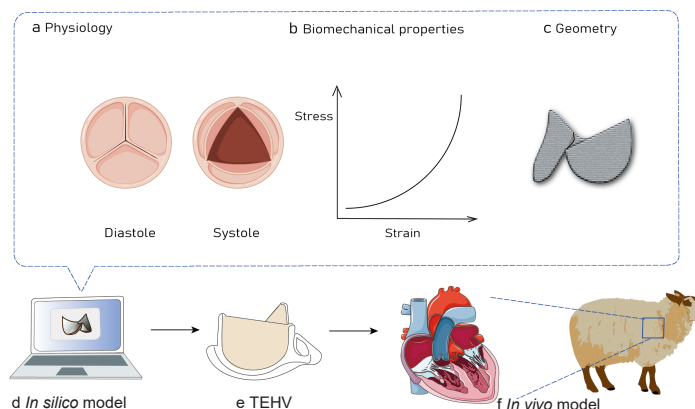 a Physiology
b Biomechanical properties
c Geometry
Stress
Diastole
Systole
Strain
d In silico model
e TEHV
f In vivo model